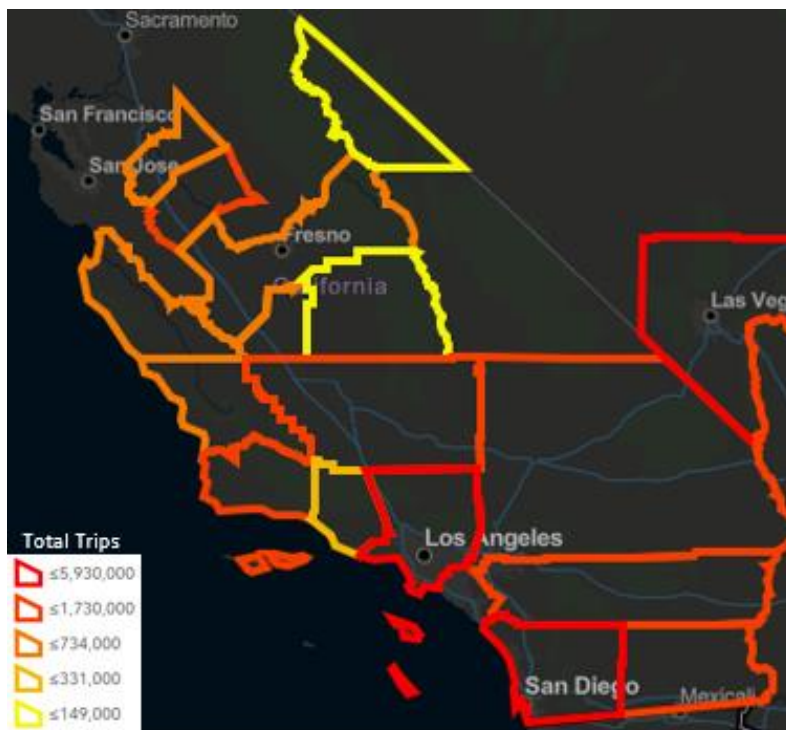 Sacramento
San Francisco
San Jose
Fresno
California
Las Veg
Los Angeles
San Diego
Mexicali
Total Trips
≤5,930,000
≤1,730,000
≤734,000
≤331,000
≤149,000